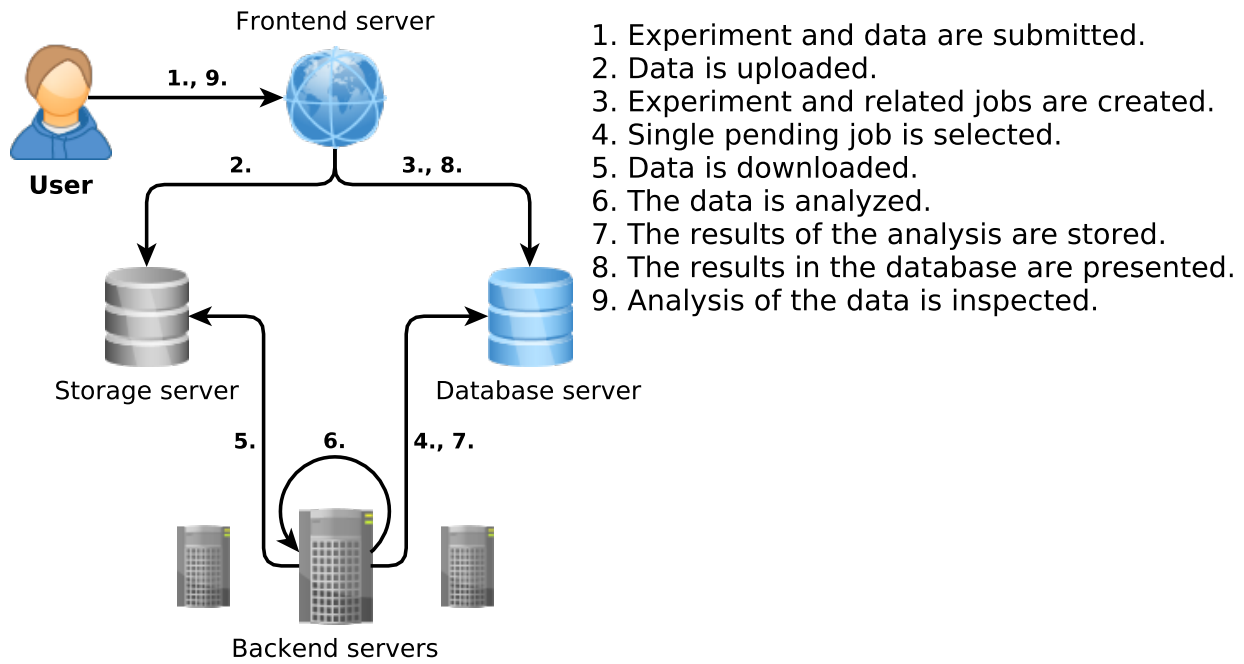 Frontend server
1., 9.
User
2.
3., 8.
Storage server
Database server
5.
6.
4., 7.
Backend servers
1. Experiment and data are submitted.
2. Data is uploaded.
3. Experiment and related jobs are created.
4. Single pending job is selected.
5. Data is downloaded.
6. The data is analyzed.
7. The results of the analysis are stored.
8. The results in the database are presented.
9. Analysis of the data is inspected.